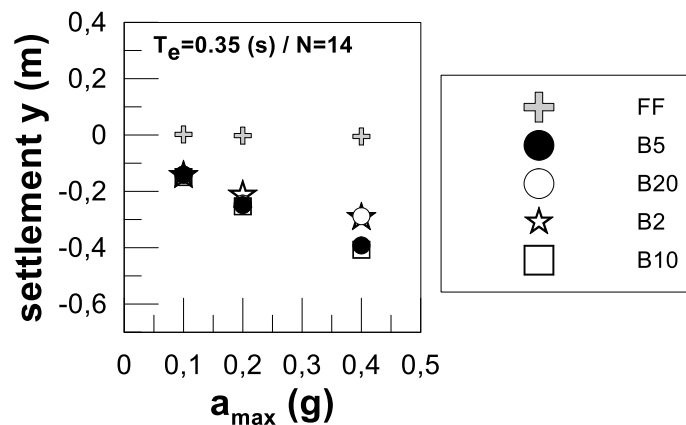 0,4
0,2
0
-0,2
-0,4
-0,6
settlement y (m)
Te=0.35 (s) / N=14
0
0,1
0,2
0,3
0,4
0,5
amax (g)
FF
B5
B20
B2
B10